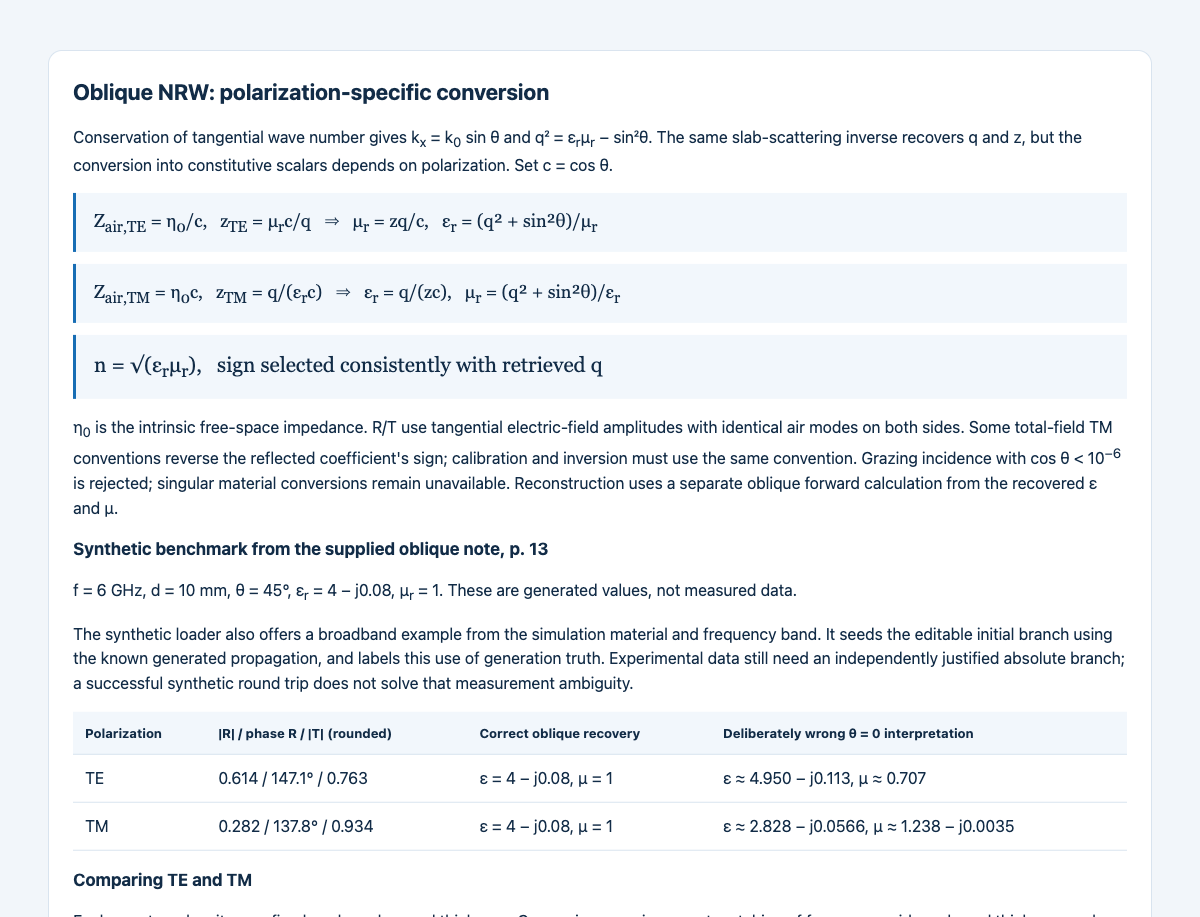 Oblique NRW: polarization-specific conversion
Conservation of tangential wave number gives kₓ = k₀ sin θ and q² = εᵣμᵣ − sin²θ. The same slab-scattering inverse recovers q and z, but the
conversion into constitutive scalars depends on polarization. Set c = cos θ.
Z_air,TE = η₀/c, z_TE = μᵣc/q ⇒ μᵣ = zq/c, εᵣ = (q² + sin²θ)/μᵣ
Z_air,TM = η₀c, z_TM = q/(εᵣc) ⇒ εᵣ = q/(zc), μᵣ = (q² + sin²θ)/εᵣ
n = √(εᵣμᵣ), sign selected consistently with retrieved q
η₀ is the intrinsic free-space impedance. R/T use tangential electric-field amplitudes with identical air modes on both sides. Some total-field TM
conventions reverse the reflected coefficient's sign; calibration and inversion must use the same convention. Grazing incidence with cos θ < 10⁻⁶
is rejected; singular material conversions remain unavailable. Reconstruction uses a separate oblique forward calculation from the recovered ε
and μ.
Synthetic benchmark from the supplied oblique note, p. 13
f = 6 GHz, d = 10 mm, θ = 45°, εᵣ = 4 − j0.08, μᵣ = 1. These are generated values, not measured data.
The synthetic loader also offers a broadband example from the simulation material and frequency band. It seeds the editable initial branch using
the known generated propagation, and labels this use of generation truth. Experimental data still need an independently justified absolute branch;
a successful synthetic round trip does not solve that measurement ambiguity.
Polarization |R| / phase R / |T| (rounded) Correct oblique recovery Deliberately wrong θ = 0 interpretation
TE 0.614 / 147.1° / 0.763 ε = 4 − j0.08, μ = 1 ε ≈ 4.950 − j0.113, μ ≈ 0.707
TM 0.282 / 137.8° / 0.934 ε = 4 − j0.08, μ = 1 ε ≈ 2.828 − j0.0566, μ ≈ 1.238 − j0.0035
Comparing TE and TM